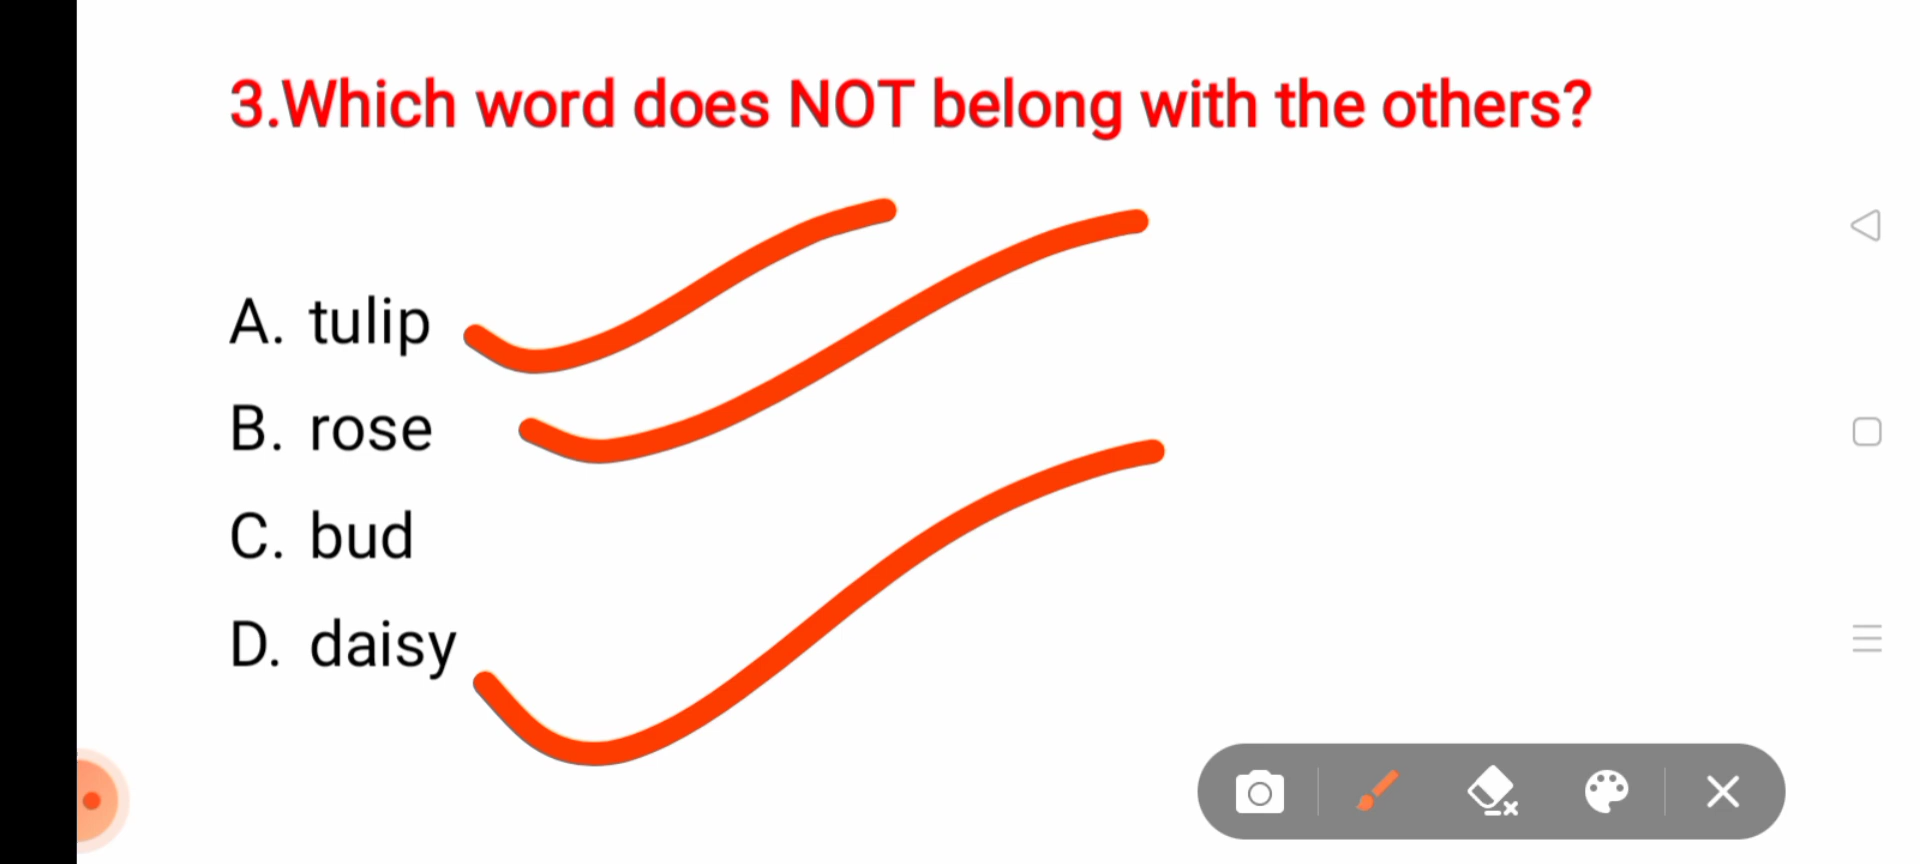 3.Which word does NOT belong with the others?
A. tulip
B. rose
C. bud
D. daisy